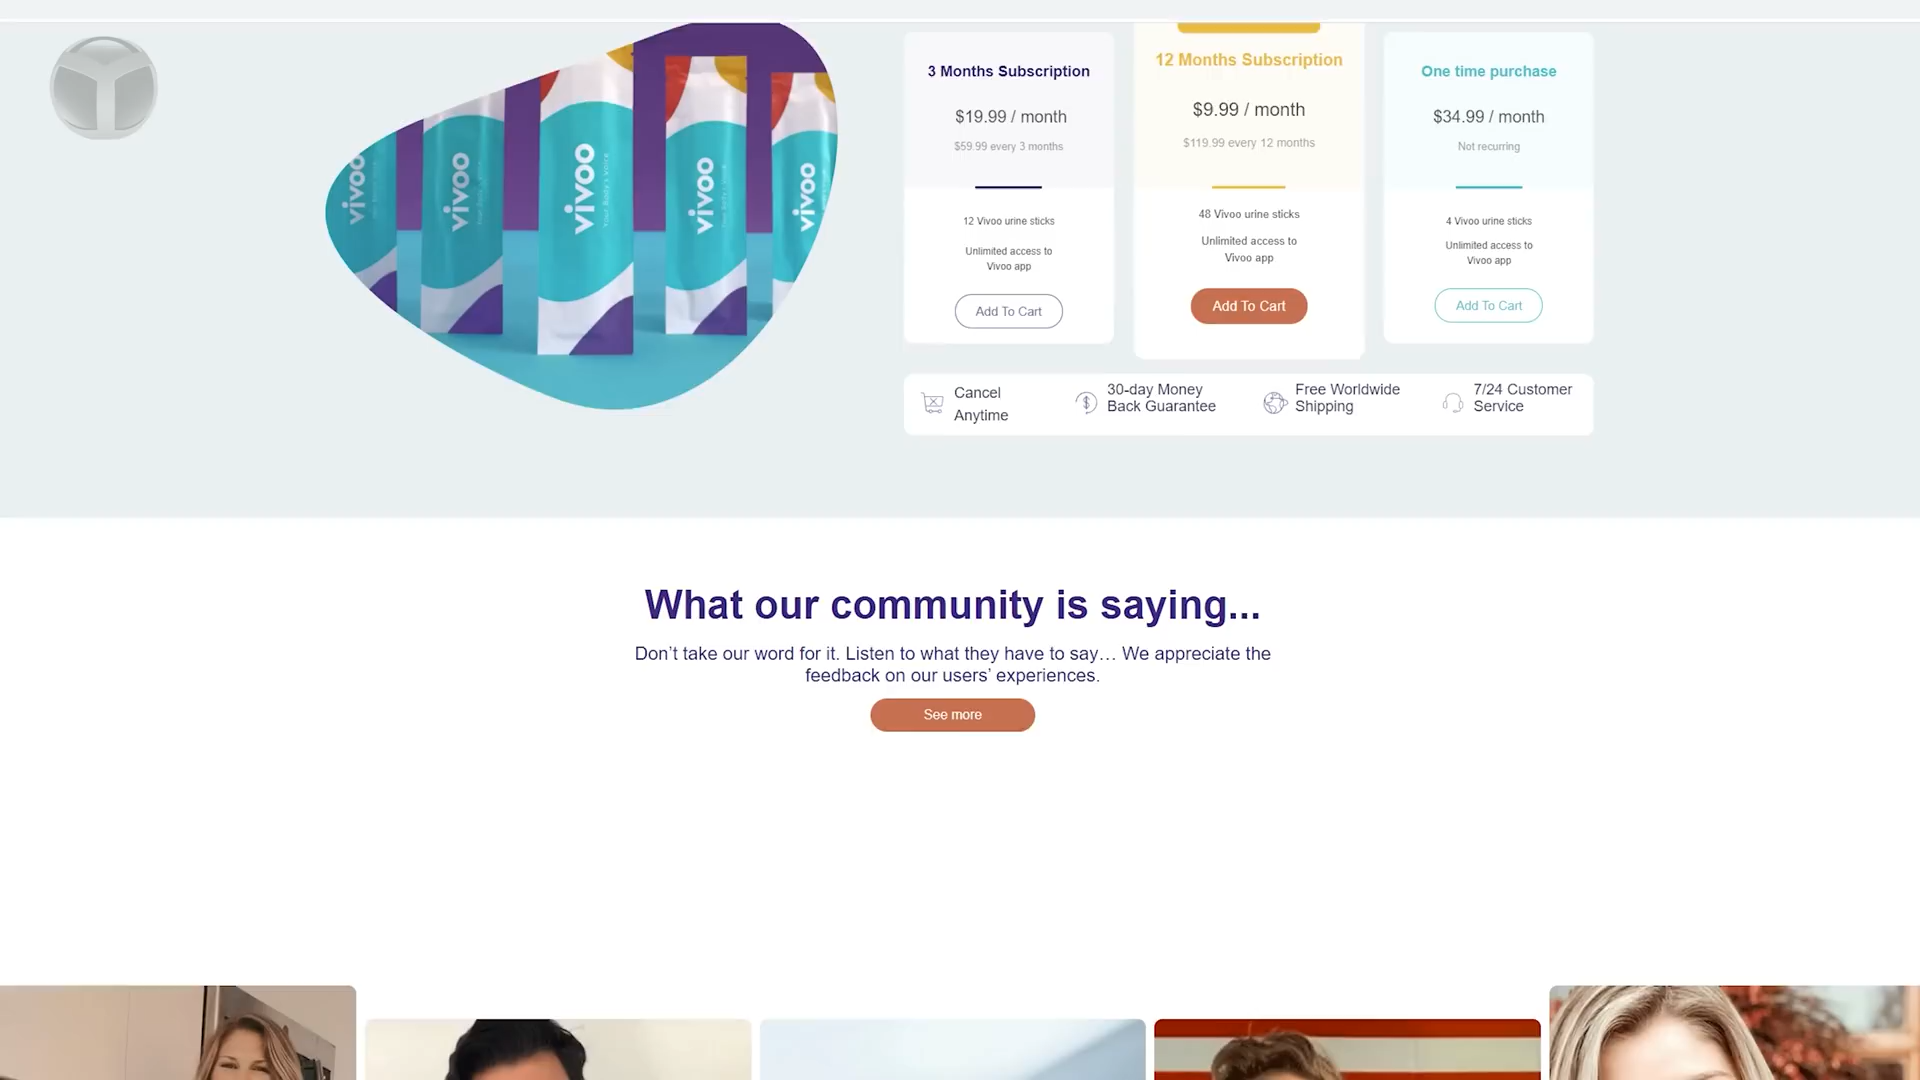 vivoo
vivoo
vivoo
vivoo
vivoo
3 Months Subscription
$19.99 / month
$59.99 every 3 months
12 Vivoo urine sticks
Unlimited access to
Vivoo app
Add To Cart
12 Months Subscription
$9.99 / month
$119.99 every 12 months
48 Vivoo urine sticks
Unlimited access to
Vivoo app
Add To Cart
One time purchase
$34.99 / month
Not recurring
4 Vivoo urine sticks
Unlimited access to
Vivoo app
Add To Cart
Cancel
Anytime
30-day Money
Back Guarantee
Free Worldwide
Shipping
7/24 Customer
Service
What our community is saying...
Don’t take our word for it. Listen to what they have to say… We appreciate the
feedback on our users’ experiences.
See more